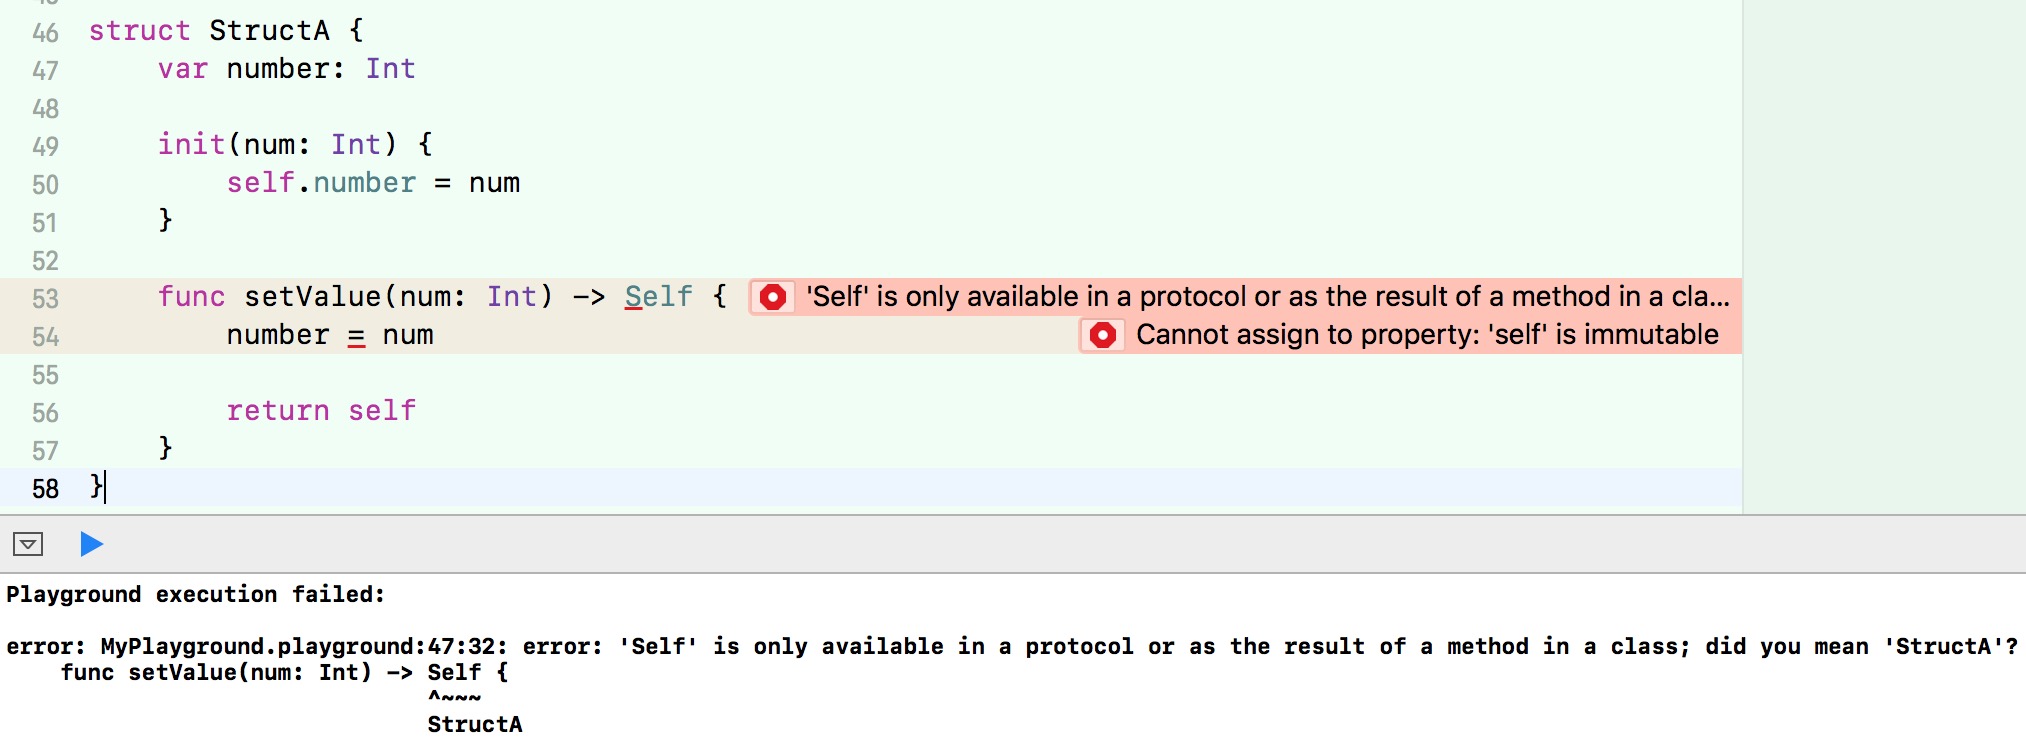 46 struct StructA {
47 var number: Int
48
49 init(num: Int) {
50 self.number = num
51 }
52
53 func setValue(num: Int) -> Self { 'Self' is only available in a protocol or as the result of a method in a cla...
54 number = num Cannot assign to property: 'self' is immutable
55
56 return self
57 }
58 }
Playground execution failed:
error: MyPlayground.playground:47:32: error: 'Self' is only available in a protocol or as the result of a method in a class; did you mean 'StructA'?
func setValue(num: Int) -> Self {
^~~~
StructA